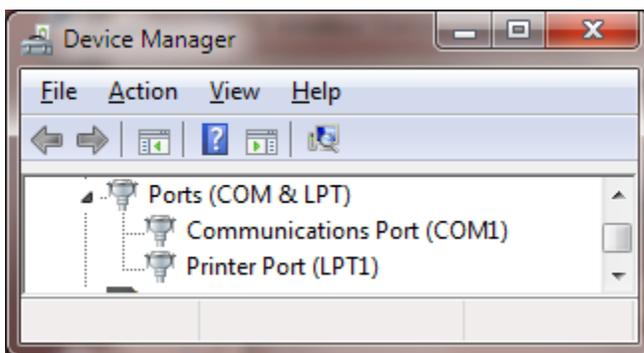 Device Manager
File Action View Help
Ports (COM & LPT)
Communications Port (COM1)
Printer Port (LPT1)